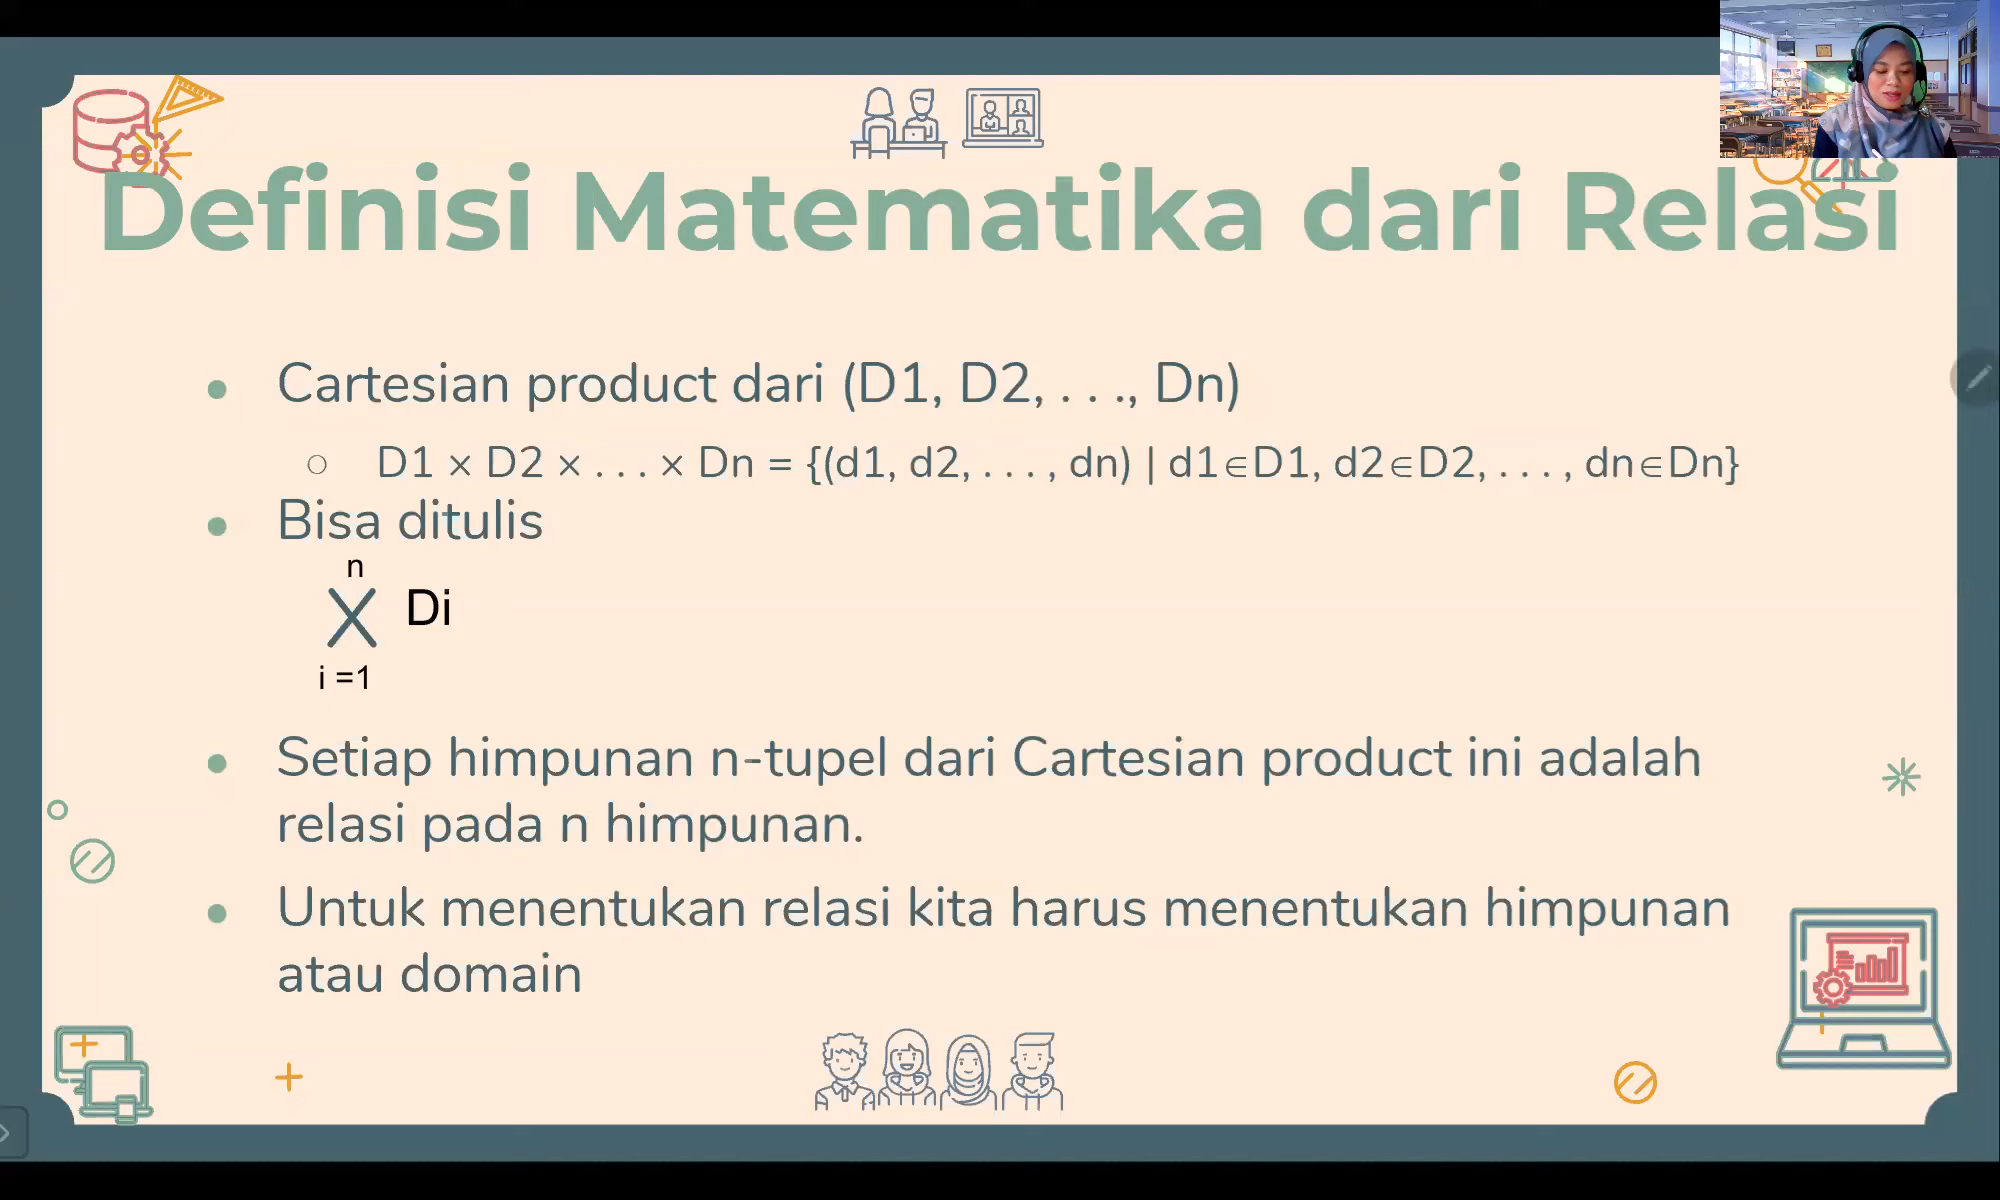 Definisi Matematika dari Relasi
Cartesian product dari (D1, D2, . . ., Dn)
D1 × D2 × . . . × Dn = {(d1, d2, . . . , dn) | d1∈D1, d2∈D2, . . . , dn∈Dn}
Bisa ditulis
n
X Di
i =1
Setiap himpunan n-tupel dari Cartesian product ini adalah
relasi pada n himpunan.
Untuk menentukan relasi kita harus menentukan himpunan
atau domain